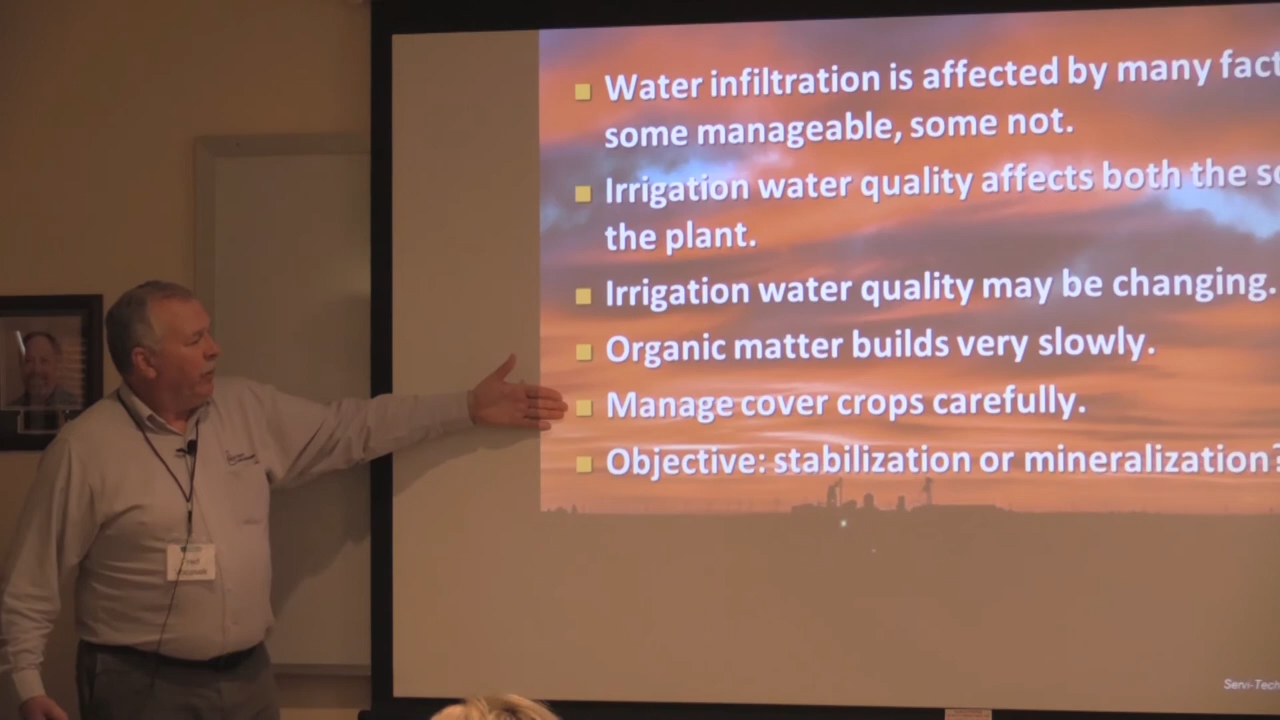 Water infiltration is affected by many fact
some manageable, some not.
Irrigation water quality affects both the so
the plant.
Irrigation water quality may be changing.
Organic matter builds very slowly.
Manage cover crops carefully.
Objective: stabilization or mineralization?
Servi-Tech